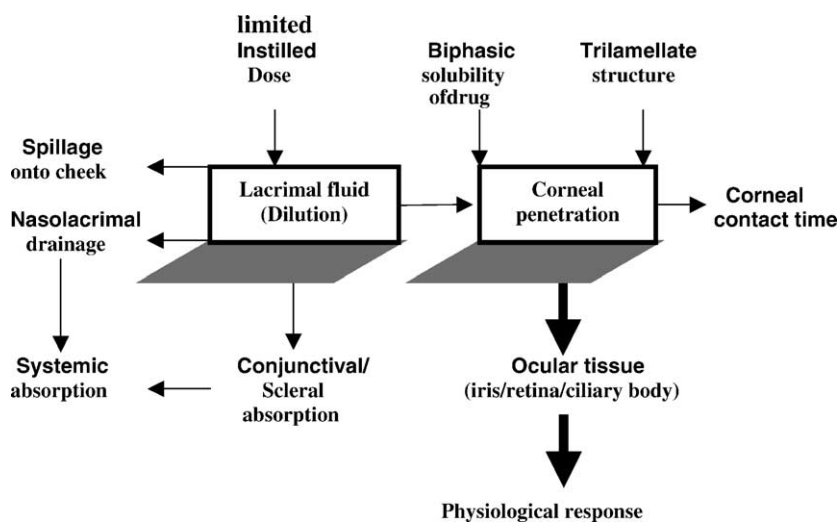 limited
Instilled
Dose
Biphasic
solubility
ofdrug
Trilamellate
structure
Spillage
onto cheek
Lacrimal fluid
(Dilution)
Corneal
penetration
Corneal
contact time
Nasolacrimal
drainage
Systemic
absorption
Conjunctival/
Scleral
absorption
Ocular tissue
(iris/retina/ciliary body)
Physiological response